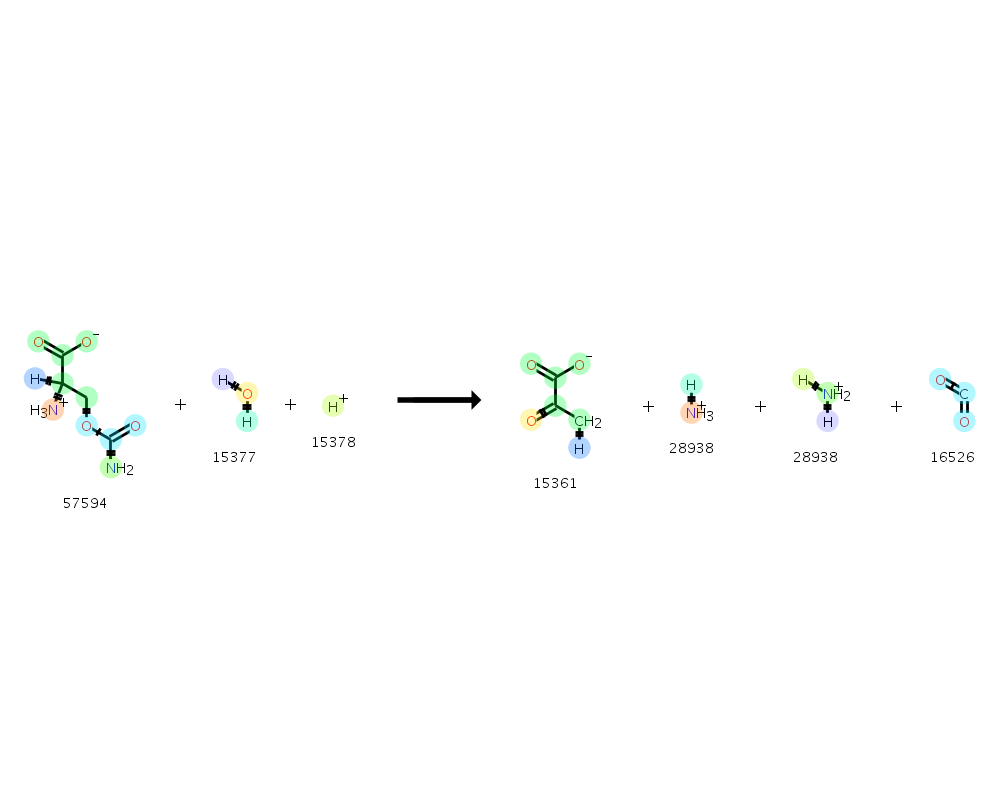 O O⁻
H
H₃N⁺
O O
NH₂
57594
+
H
O
H
15377
+
H⁺
15378
O O⁻
O CH₂
H
15361
+
H
NH₃⁺
28938
+
H
NH₂⁺
H
28938
+
O
C
O
16526